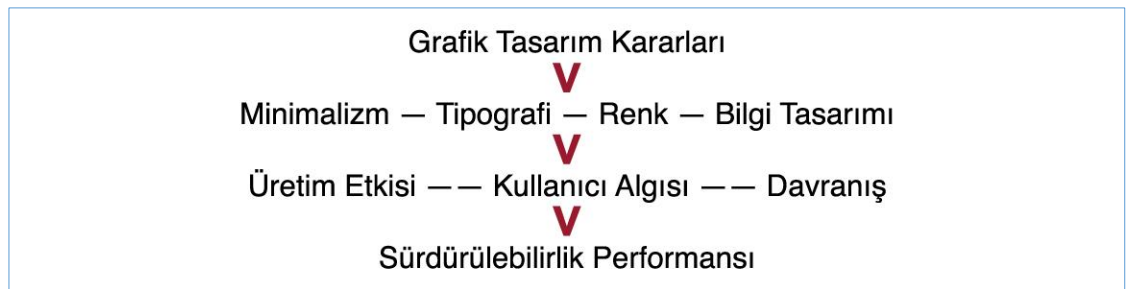 Grafik Tasarım Kararları
V
Minimalizm — Tipografi — Renk — Bilgi Tasarımı
V
Üretim Etkisi —— Kullanıcı Algısı —— Davranış
V
Sürdürülebilirlik Performansı